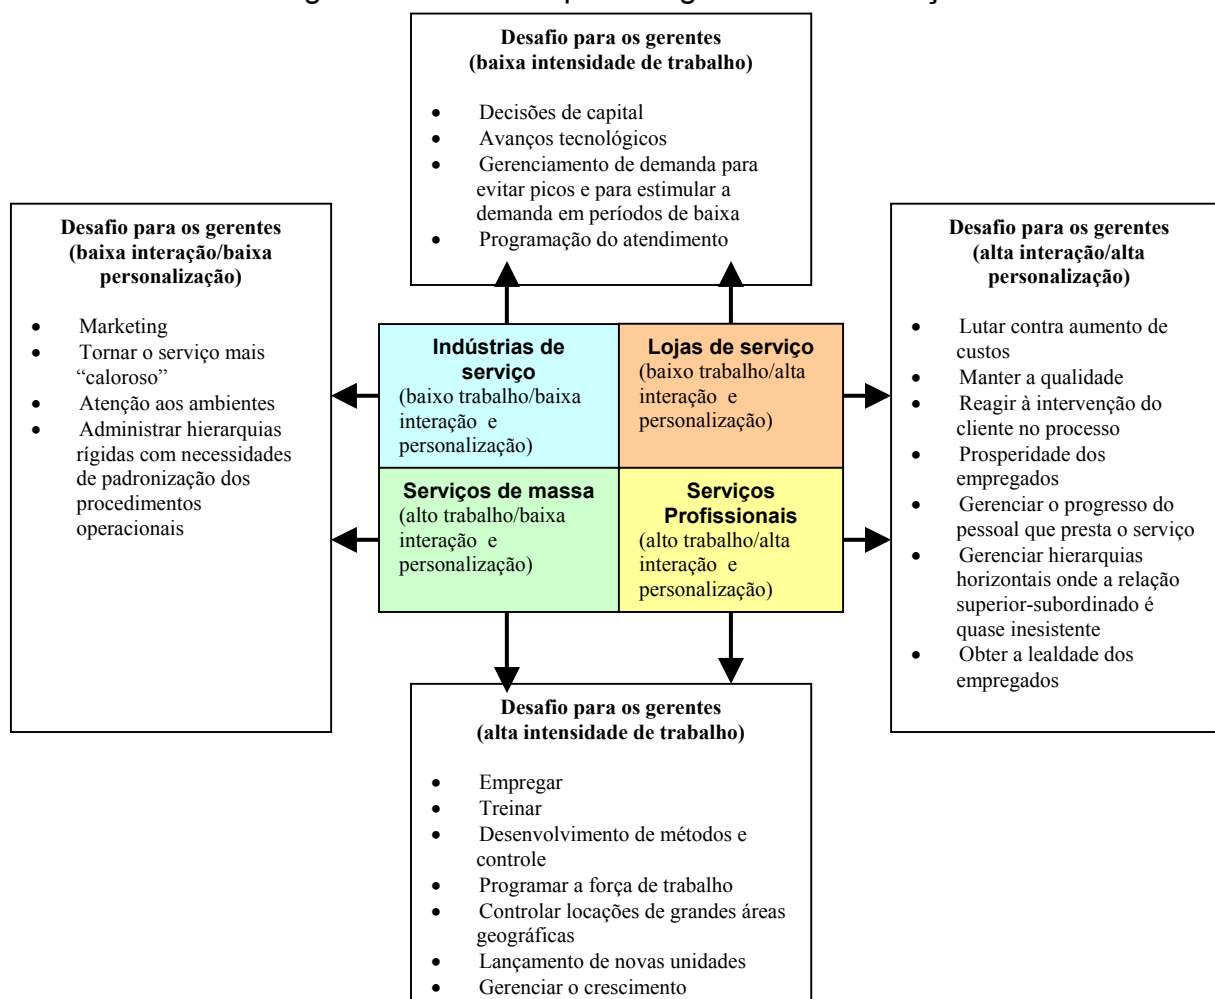 Desafio para os gerentes
(baixa intensidade de trabalho)
• Decisões de capital
• Avanços tecnológicos
• Gerenciamento de demanda para
evitar picos e para estimular a
demanda em períodos de baixa
• Programação do atendimento
Desafio para os gerentes
(baixa interação/baixa
personalização)
• Marketing
• Tornar o serviço mais
“caloroso”
• Atenção aos ambientes
• Administrar hierarquias
rígidas com necessidades
de padronização dos
procedimentos
operacionais
Indústrias de
serviço
(baixo trabalho/baixa
interação e
personalização)
Lojas de serviço
(baixo trabalho/alta
interação e
personalização)
Serviços de massa
(alto trabalho/baixa
interação e
personalização)
Serviços
Profissionais
(alto trabalho/alta
interação e
personalização)
Desafio para os gerentes
(alta interação/alta
personalização)
• Lutar contra aumento de
custos
• Manter a qualidade
• Reagir à intervenção do
cliente no processo
• Prosperidade dos
empregados
• Gerenciar o progresso do
pessoal que presta o serviço
• Gerenciar hierarquias
horizontais onde a relação
superior-subordinado é
quase inesistente
• Obter a lealdade dos
empregados
Desafio para os gerentes
(alta intensidade de trabalho)
• Empregar
• Treinar
• Desenvolvimento de métodos e
controle
• Programar a força de trabalho
• Controlar locações de grandes áreas
geográficas
• Lançamento de novas unidades
• Gerenciar o crescimento